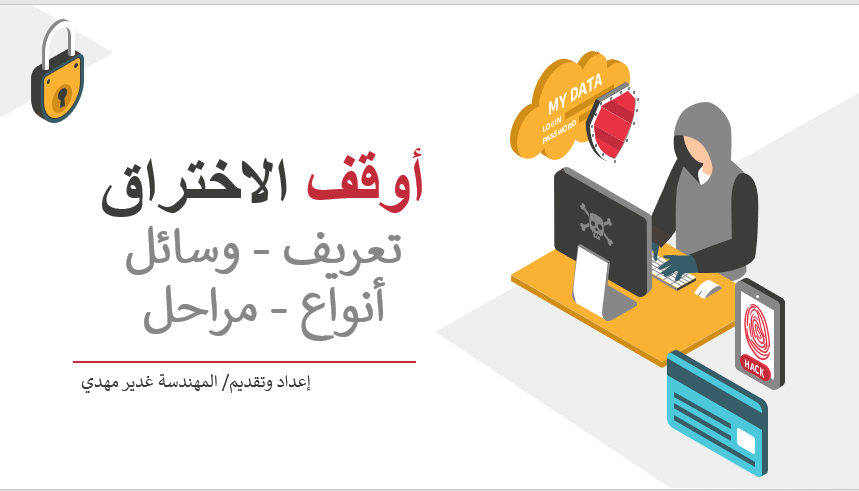 أوقف الاختراق
تعريف - وسائل
أنواع - مراحل
إعداد وتقديم/ المهندسة غدير مهدي
MY DATA
LOGIN
PASSWORD
HACK